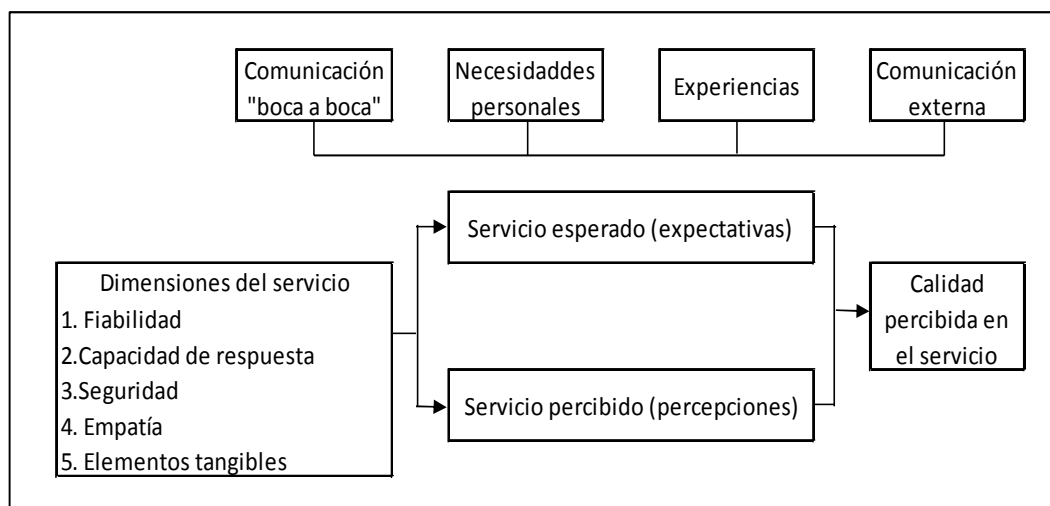 Comunicación
"boca a boca"
Necesidaddes
personales
Experiencias
Comunicación
externa
Servicio esperado (expectativas)
Dimensiones del servicio
1. Fiabilidad
2.Capacidad de respuesta
3.Seguridad
4. Empatía
5. Elementos tangibles
Servicio percibido (percepciones)
Calidad
percibida en
el servicio